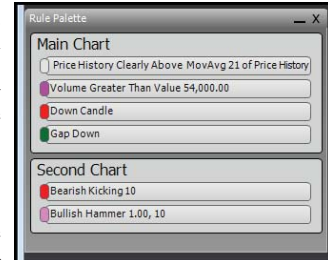 Rule Palette
Main Chart
Price History Clearly Above MovAvg 21 of Price History
Volume Greater Than Value 54,000.00
Down Candle
Gap Down
Second Chart
Bearish Kicking 10
Bullish Hammer 1.00, 10